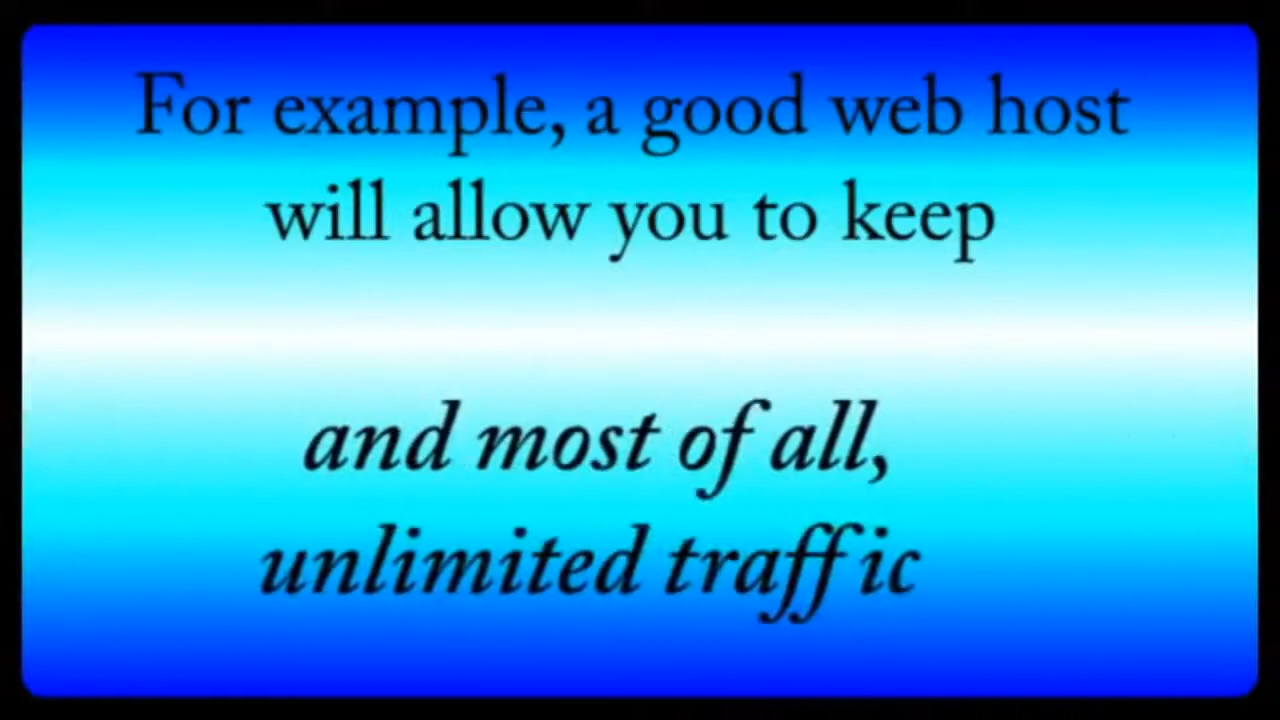 For example, a good web host
will allow you to keep
and most of all,
unlimited traffic